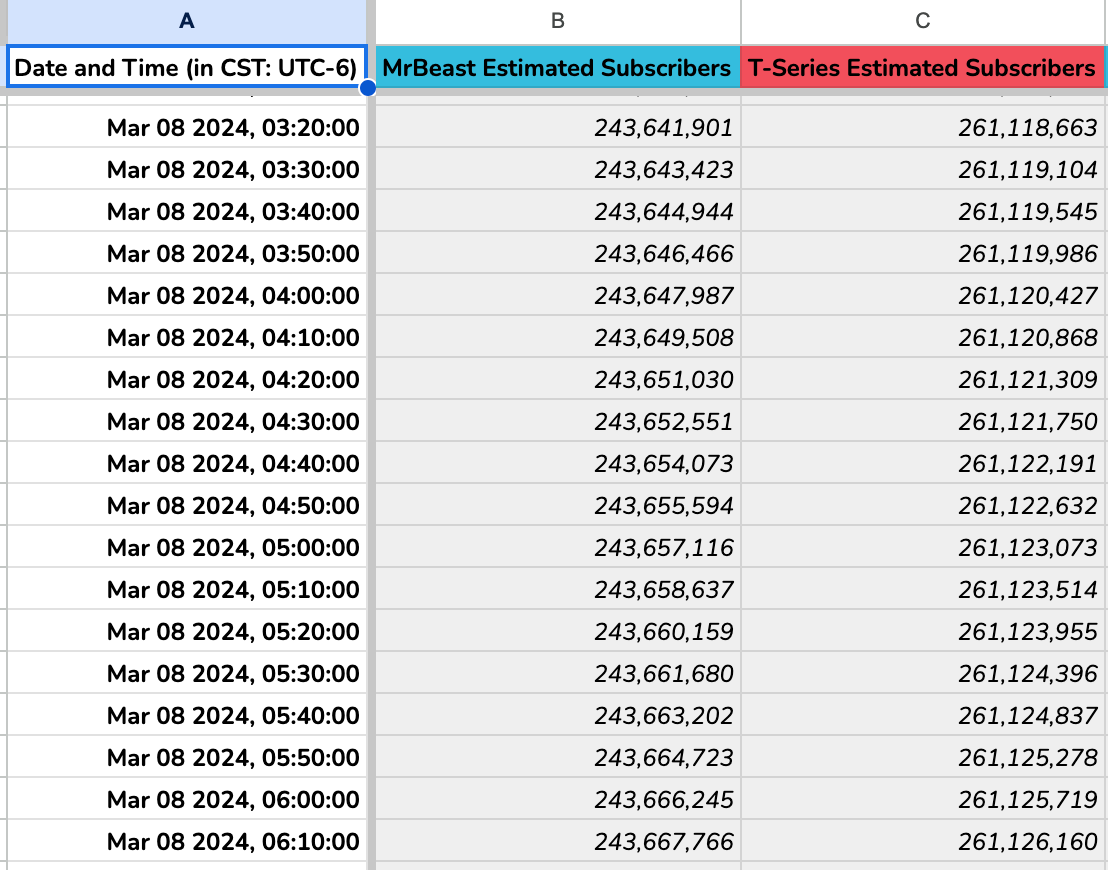 A B C
Date and Time (in CST: UTC-6) MrBeast Estimated Subscribers T-Series Estimated Subscribers
Mar 08 2024, 03:20:00 243,641,901 261,118,663
Mar 08 2024, 03:30:00 243,643,423 261,119,104
Mar 08 2024, 03:40:00 243,644,944 261,119,545
Mar 08 2024, 03:50:00 243,646,466 261,119,986
Mar 08 2024, 04:00:00 243,647,987 261,120,427
Mar 08 2024, 04:10:00 243,649,508 261,120,868
Mar 08 2024, 04:20:00 243,651,030 261,121,309
Mar 08 2024, 04:30:00 243,652,551 261,121,750
Mar 08 2024, 04:40:00 243,654,073 261,122,191
Mar 08 2024, 04:50:00 243,655,594 261,122,632
Mar 08 2024, 05:00:00 243,657,116 261,123,073
Mar 08 2024, 05:10:00 243,658,637 261,123,514
Mar 08 2024, 05:20:00 243,660,159 261,123,955
Mar 08 2024, 05:30:00 243,661,680 261,124,396
Mar 08 2024, 05:40:00 243,663,202 261,124,837
Mar 08 2024, 05:50:00 243,664,723 261,125,278
Mar 08 2024, 06:00:00 243,666,245 261,125,719
Mar 08 2024, 06:10:00 243,667,766 261,126,160